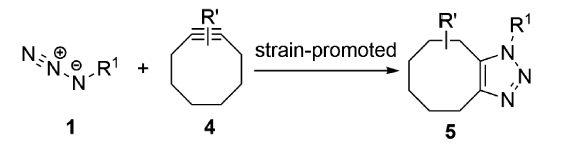 R' R' R¹
N=N⊕-N⊖-R¹ + strain-promoted N N N
1 4 5